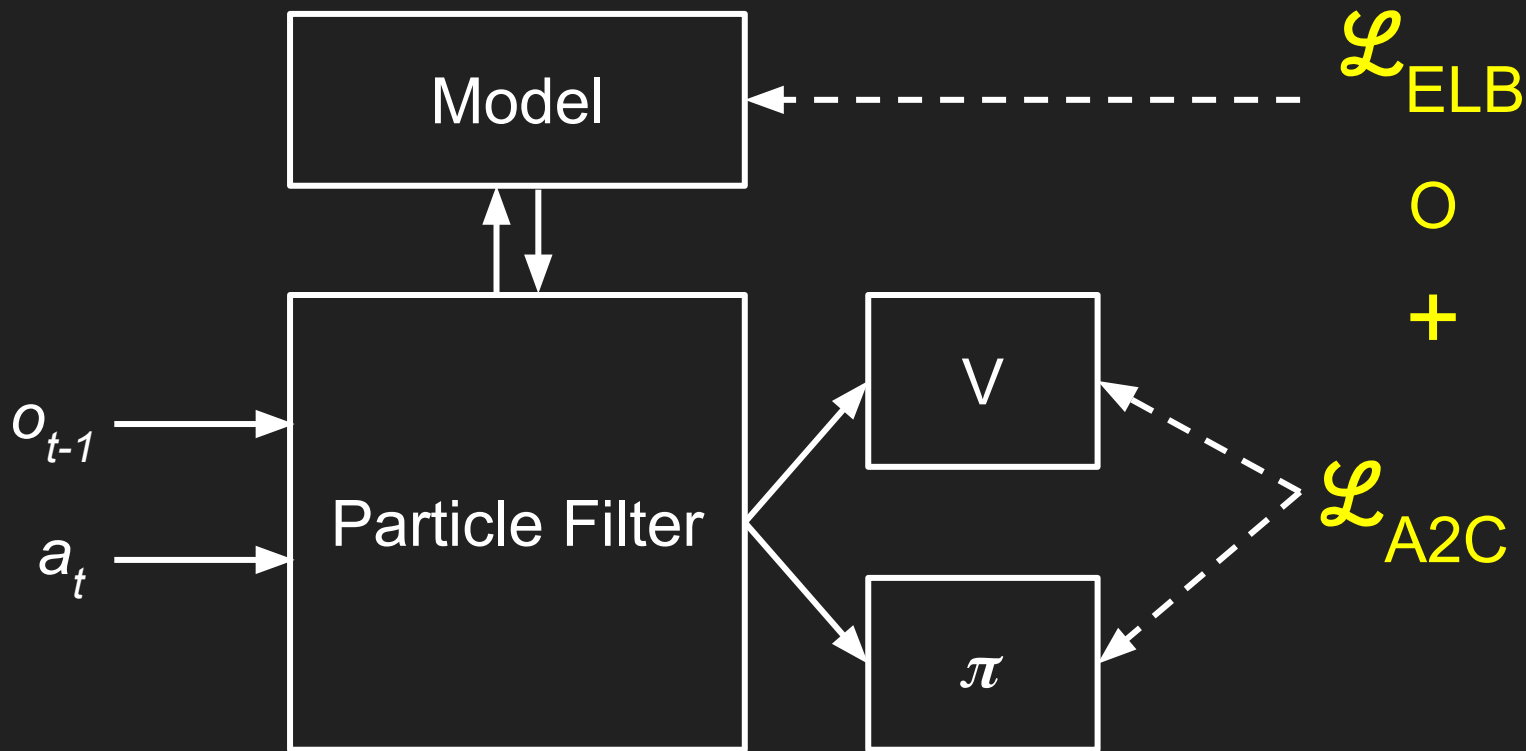 Model
ℒELB
O
+
V
ot-1
Particle Filter
ℒA2C
at
π